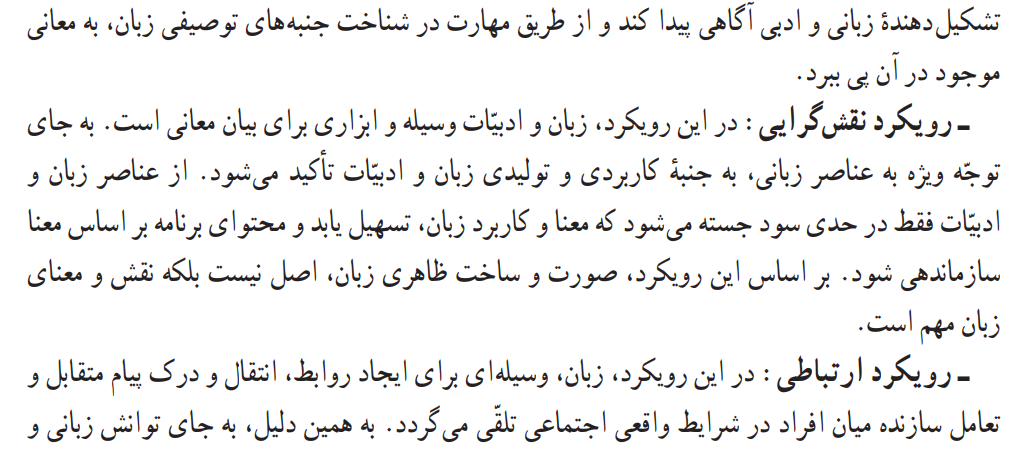 تشکیل‌دهندهٔ زبانی و ادبی آگاهی پیدا کند و از طریق مهارت در شناخت جنبه‌های توصیفی زبان، به معانی
موجود در آن پی ببرد.
ـ رویکرد نقش‌گرایی : در این رویکرد، زبان و ادبیّات وسیله و ابزاری برای بیان معانی است. به جای
توجّه ویژه به عناصر زبانی، به جنبهٔ کاربردی و تولیدی زبان و ادبیّات تأکید می‌شود. از عناصر زبان و
ادبیّات فقط در حدی سود جسته می‌شود که معنا و کاربرد زبان، تسهیل یابد و محتوای برنامه بر اساس معنا
سازماندهی شود. بر اساس این رویکرد، صورت و ساخت ظاهری زبان، اصل نیست بلکه نقش و معنای
زبان مهم است.
ـ رویکرد ارتباطی : در این رویکرد، زبان، وسیله‌ای برای ایجاد روابط، انتقال و درک پیام متقابل و
تعامل سازنده میان افراد در شرایط واقعی اجتماعی تلقّی می‌گردد. به همین دلیل، به جای توانش زبانی و